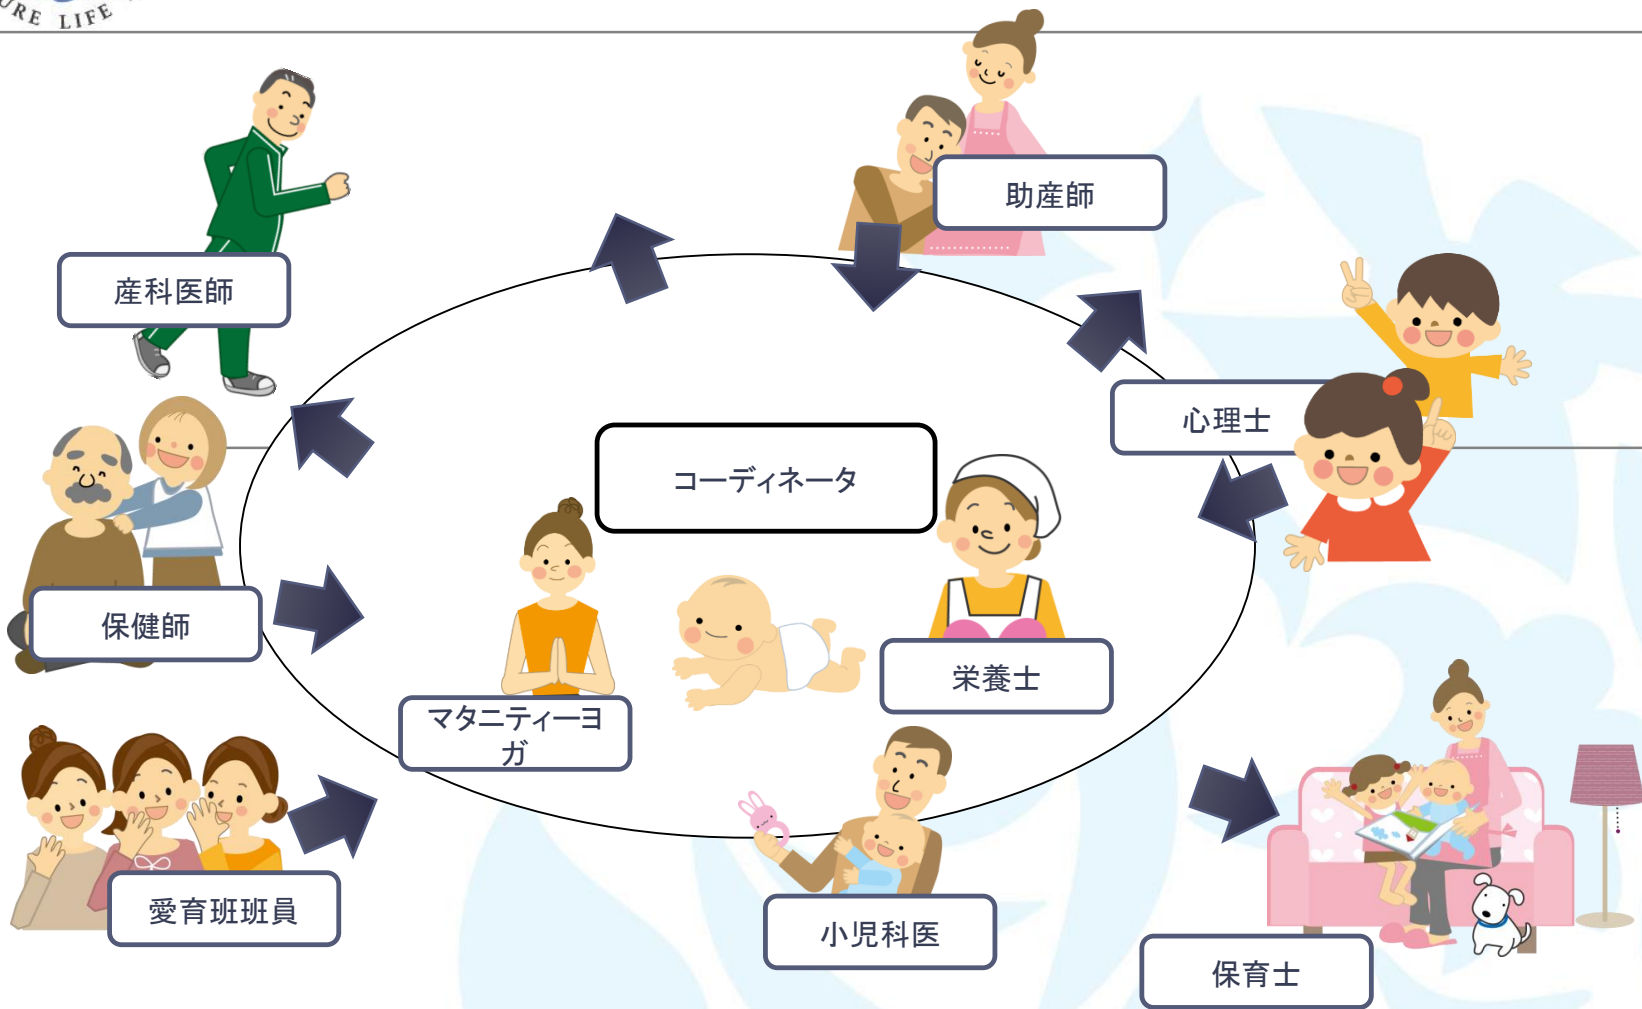 URE LIFE
助産師
産科医師
心理士
コーディネータ
保健師
栄養士
マタニティーヨ
ガ
愛育班班員
小児科医
保育士